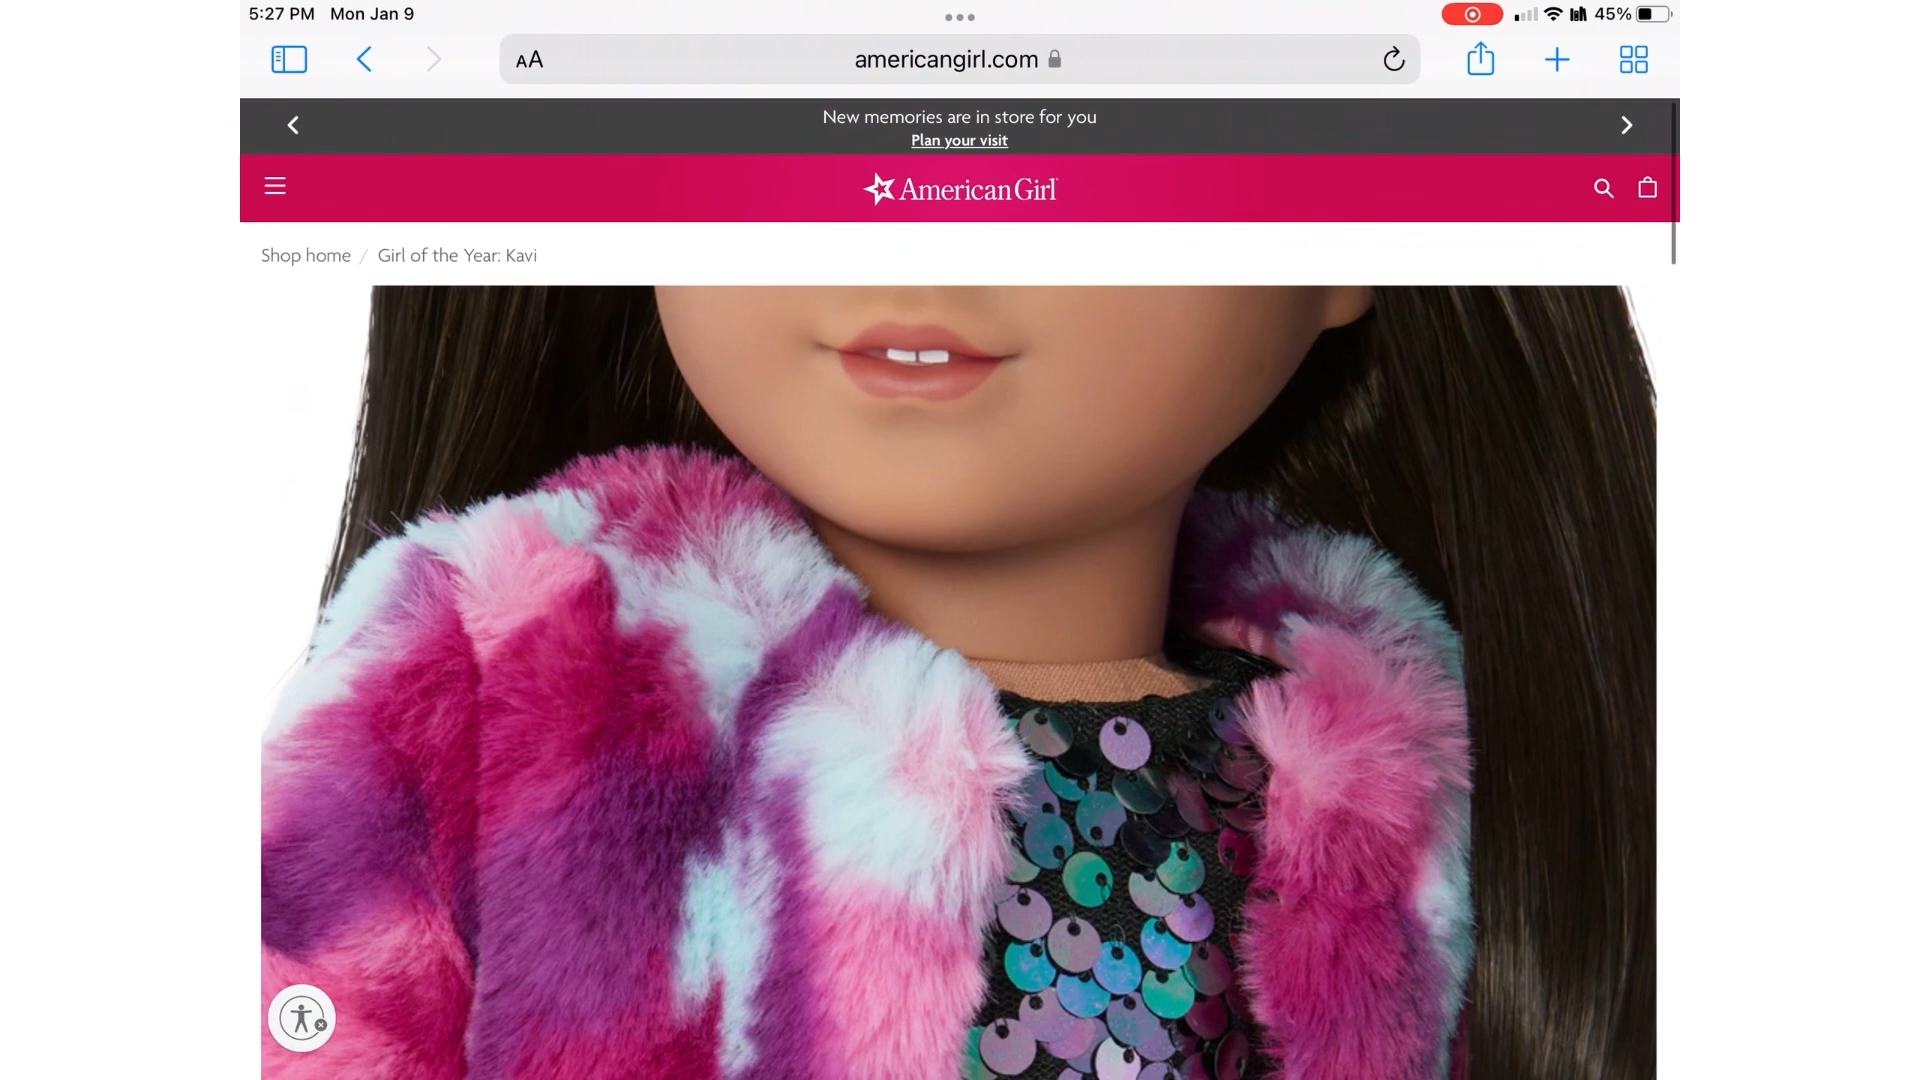 5:27 PM Mon Jan 9
45%
AA
americangirl.com
New memories are in store for you
Plan your visit
American Girl
Shop home / Girl of the Year: Kavi